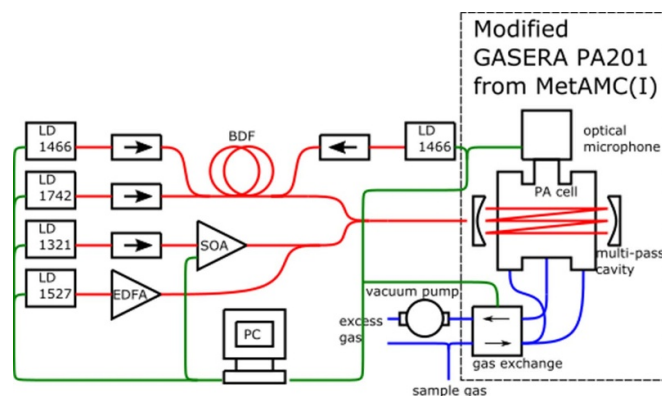 Modified
GASERA PA201
from MetAMC(I)
LD
1466
BDF
LD
1466
optical
microphone
LD
1742
PA cell
LD
1321
SOA
multi-pass
cavity
LD
1527
EDFA
vacuum pump
excess
gas
PC
gas exchange
sample gas